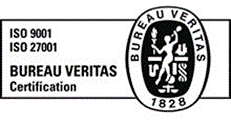 ISO 9001
ISO 27001
BUREAU VERITAS
Certification
BUREAU VERITAS
1828